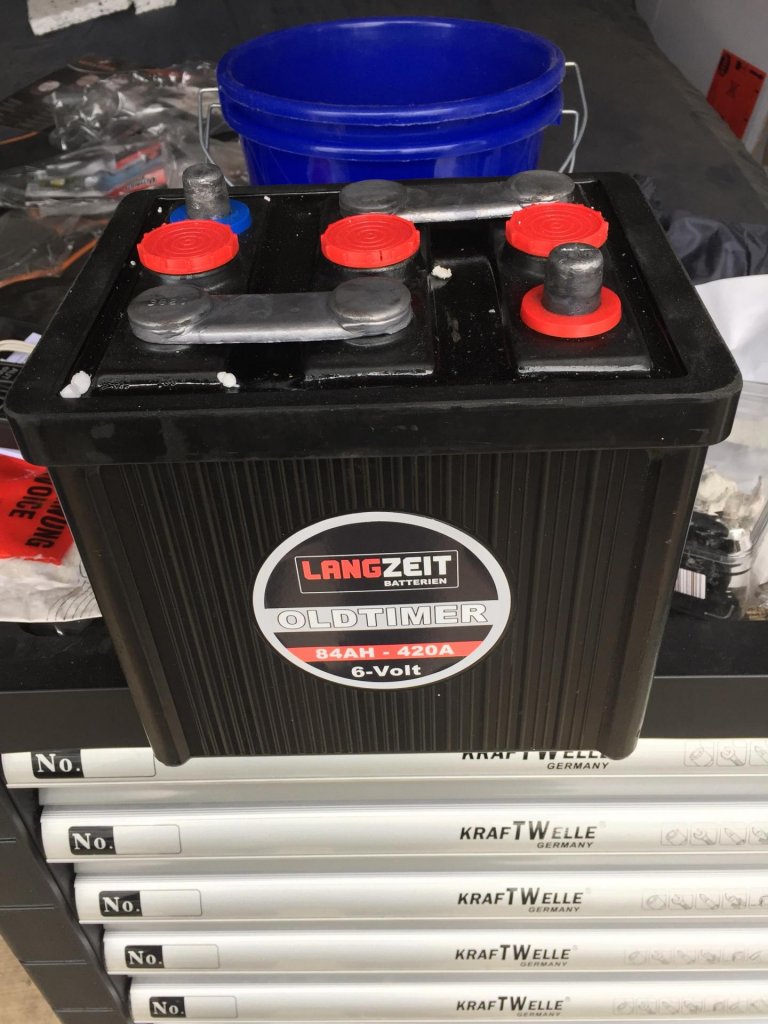 LANGZEIT
BATTERIEN
OLDTIMER
84AH - 420A
6-Volt
INVOICE
No.
KRAFTWELLE
GERMANY
No.
KRAFTWELLE®
GERMANY
No.
KRAFTWELLE®
GERMANY
No.
KRAFTWELLE®
GERMANY
No.
KRAFTWELLE®
GERMANY